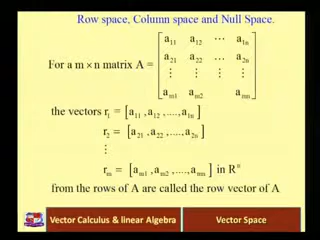 Row space, Column space and Null Space.
For a m × n matrix A = [a₁₁ a₁₂ ⋯ a₁ₙ
a₂₁ a₂₂ … a₂ₙ
⋮ ⋮ ⋮ ⋮
aₘ₁ aₘ₂ aₘₙ]
the vectors r₁ = [a₁₁ , a₁₂ ,...., a₁ₙ]
r₂ = [a₂₁ , a₂₂ ,...., a₂ₙ]
⋮
rₘ = [aₘ₁ , aₘ₂ ,...., aₘₙ] in Rⁿ
from the rows of A are called the row vector of A
Vector Calculus & linear Algebra
Vector Space